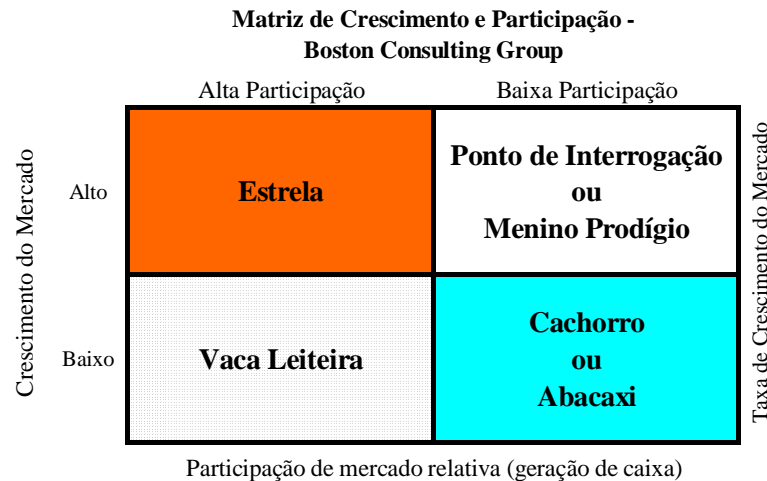 Matriz de Crescimento e Participação -
Boston Consulting Group
Alta Participação
Baixa Participação
Crescimento do Mercado
Alto
Estrela
Ponto de Interrogação
ou
Menino Prodígio
Taxa de Crescimento do Mercado
Baixo
Vaca Leiteira
Cachorro
ou
Abacaxi
Participação de mercado relativa (geração de caixa)